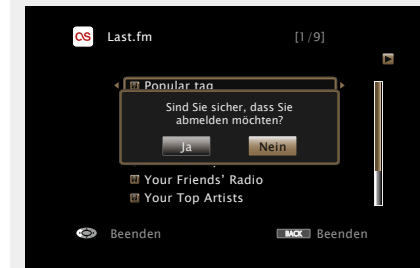 Last.fm [1/9]
Popular tag
Sind Sie sicher, dass Sie
abmelden möchten?
Ja Nein
Your Friends' Radio
Your Top Artists
Beenden BACK Beenden